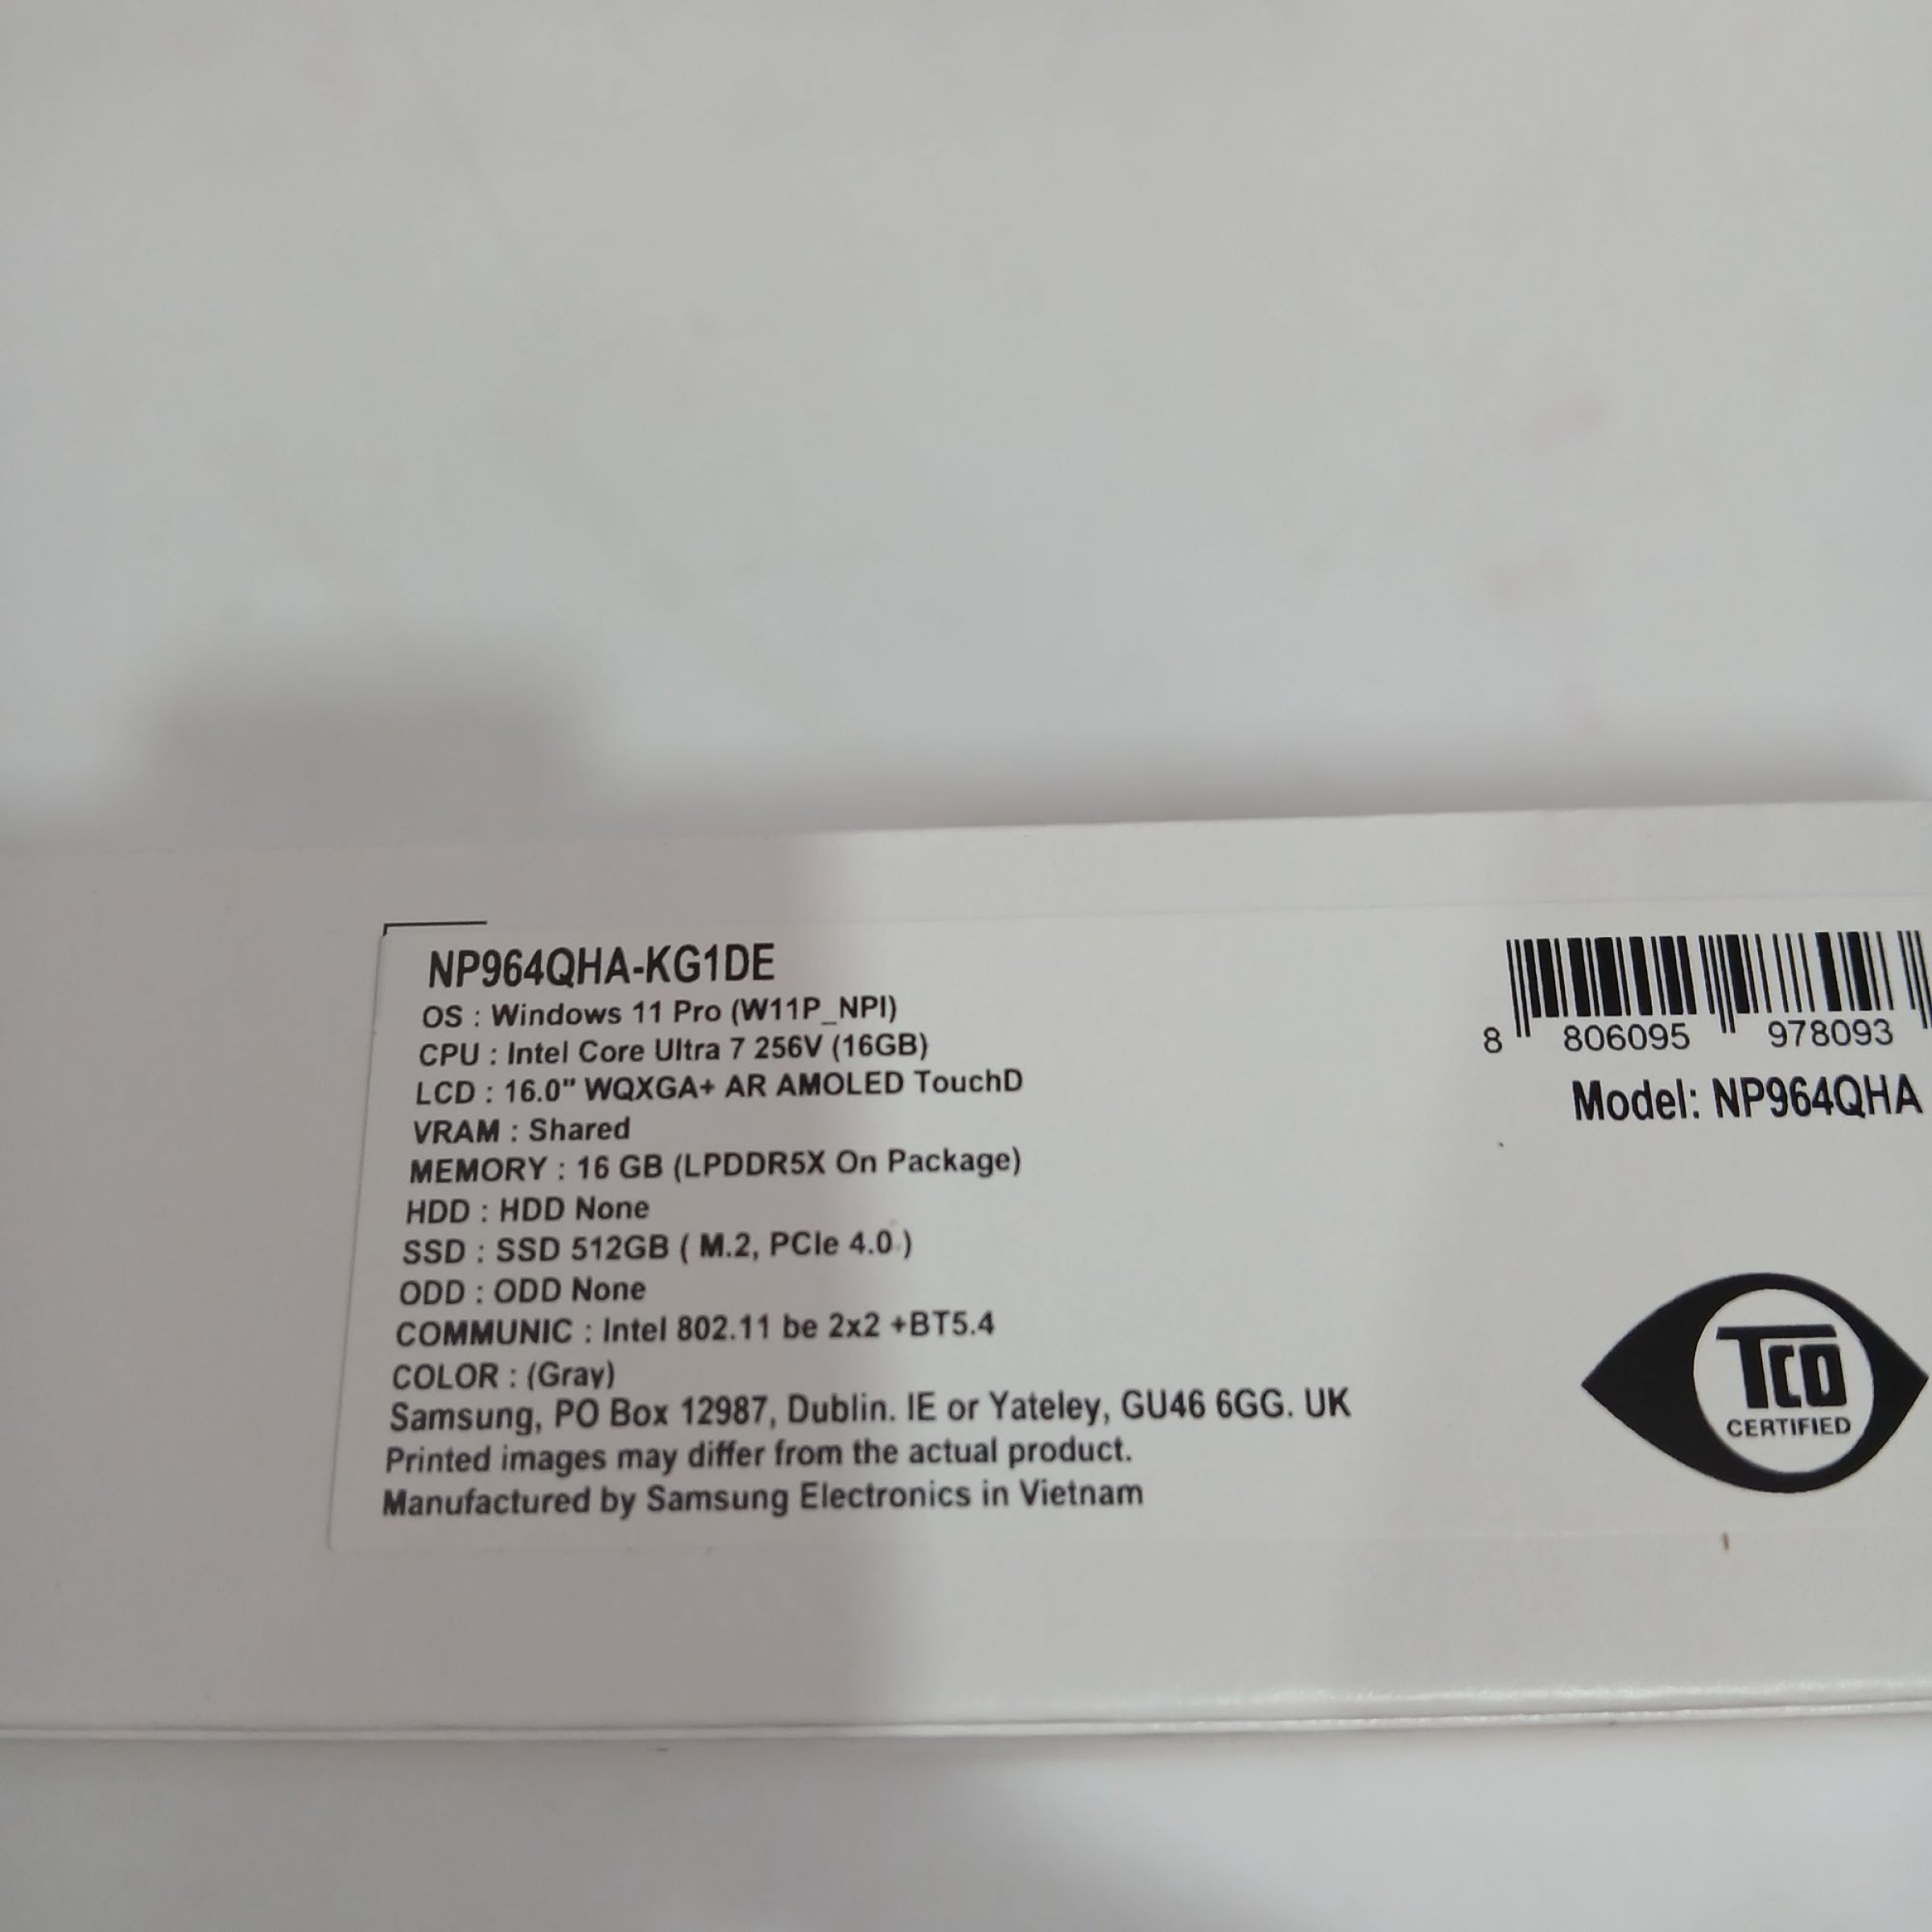 NP964QHA-KG1DE
OS : Windows 11 Pro (W11P_NPI)
CPU : Intel Core Ultra 7 256V (16GB)
LCD : 16.0" WQXGA+ AR AMOLED TouchD
VRAM : Shared
MEMORY : 16 GB (LPDDR5X On Package)
HDD : HDD None
SSD : SSD 512GB ( M.2, PCIe 4.0 )
ODD : ODD None
COMMUNIC : Intel 802.11 be 2x2 +BT5.4
COLOR : (Gray)
Samsung, PO Box 12987, Dublin. IE or Yateley, GU46 6GG. UK
Printed images may differ from the actual product.
Manufactured by Samsung Electronics in Vietnam
8 806095 978093
Model: NP964QHA
TCO
CERTIFIED